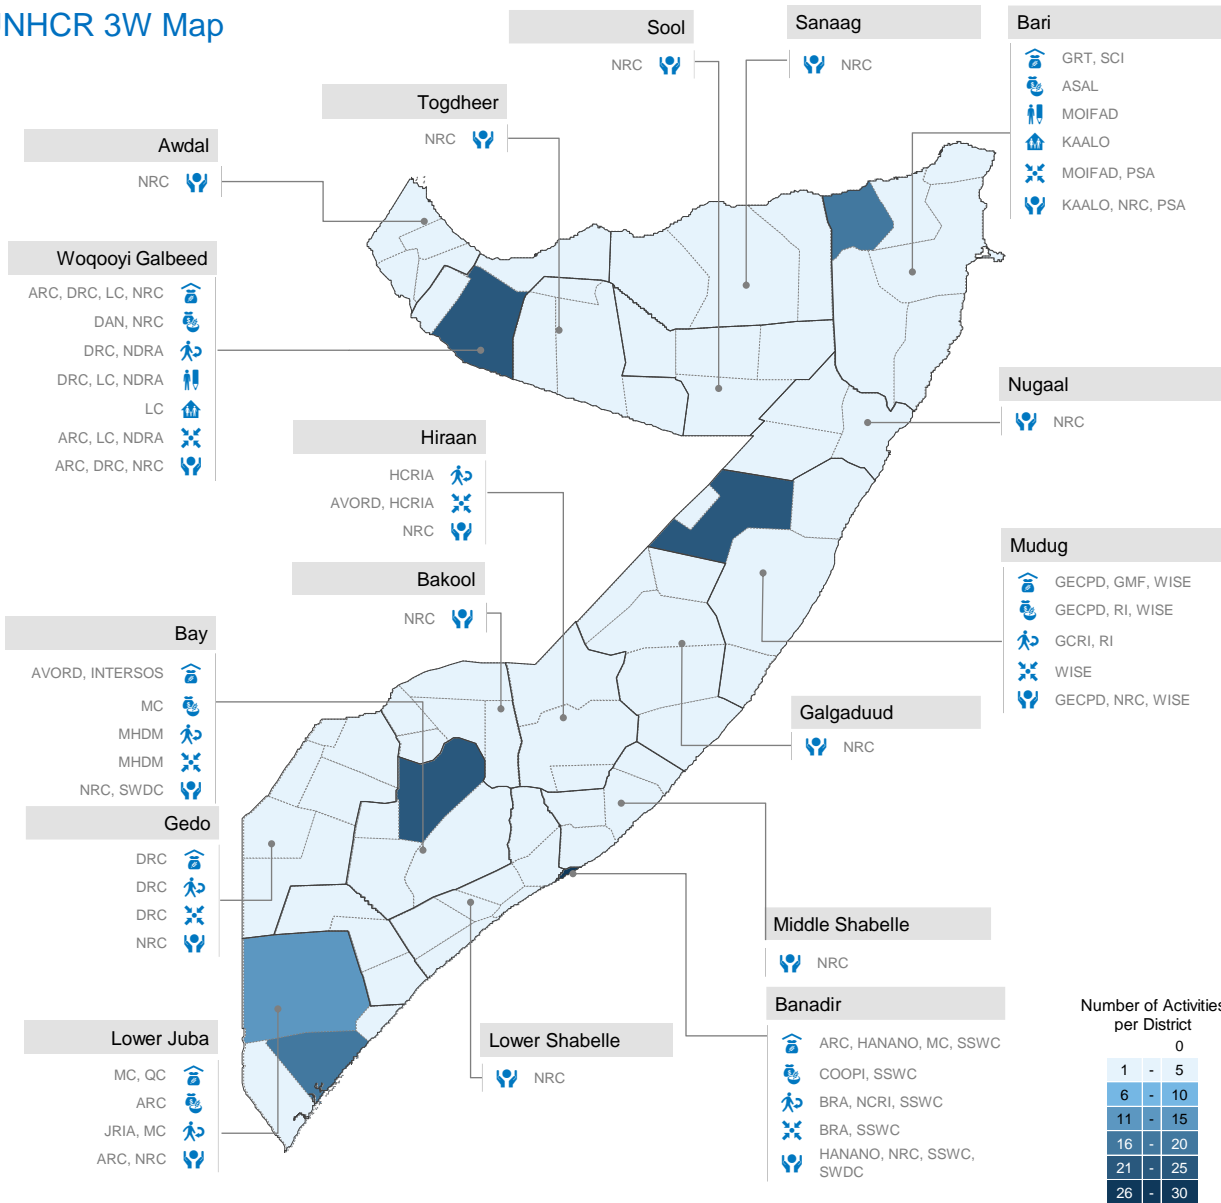 UNHCR 3W Map
Sool
NRC
Sanaag
NRC
Bari
GRT, SCI
ASAL
MOIFAD
KAALO
MOIFAD, PSA
KAALO, NRC, PSA
Togdheer
NRC
Awdal
NRC
Woqooyi Galbeed
ARC, DRC, LC, NRC
DAN, NRC
DRC, NDRA
DRC, LC, NDRA
LC
ARC, LC, NDRA
ARC, DRC, NRC
Nugaal
NRC
Hiraan
HCRIA
AVORD, HCRIA
NRC
Mudug
GECPD, GMF, WISE
GECPD, RI, WISE
GCRI, RI
WISE
GECPD, NRC, WISE
Bakool
NRC
Bay
AVORD, INTERSOS
MC
MHDM
MHDM
NRC, SWDC
Galgaduud
NRC
Gedo
DRC
DRC
DRC
NRC
Middle Shabelle
NRC
Banadir
ARC, HANANO, MC, SSWC
COOPI, SSWC
BRA, NCRI, SSWC
BRA, SSWC
HANANO, NRC, SSWC,
SWDC
Lower Juba
MC, QC
ARC
JRIA, MC
ARC, NRC
Lower Shabelle
NRC
Number of Activities
per District
0
1 - 5
6 - 10
11 - 15
16 - 20
21 - 25
26 - 30